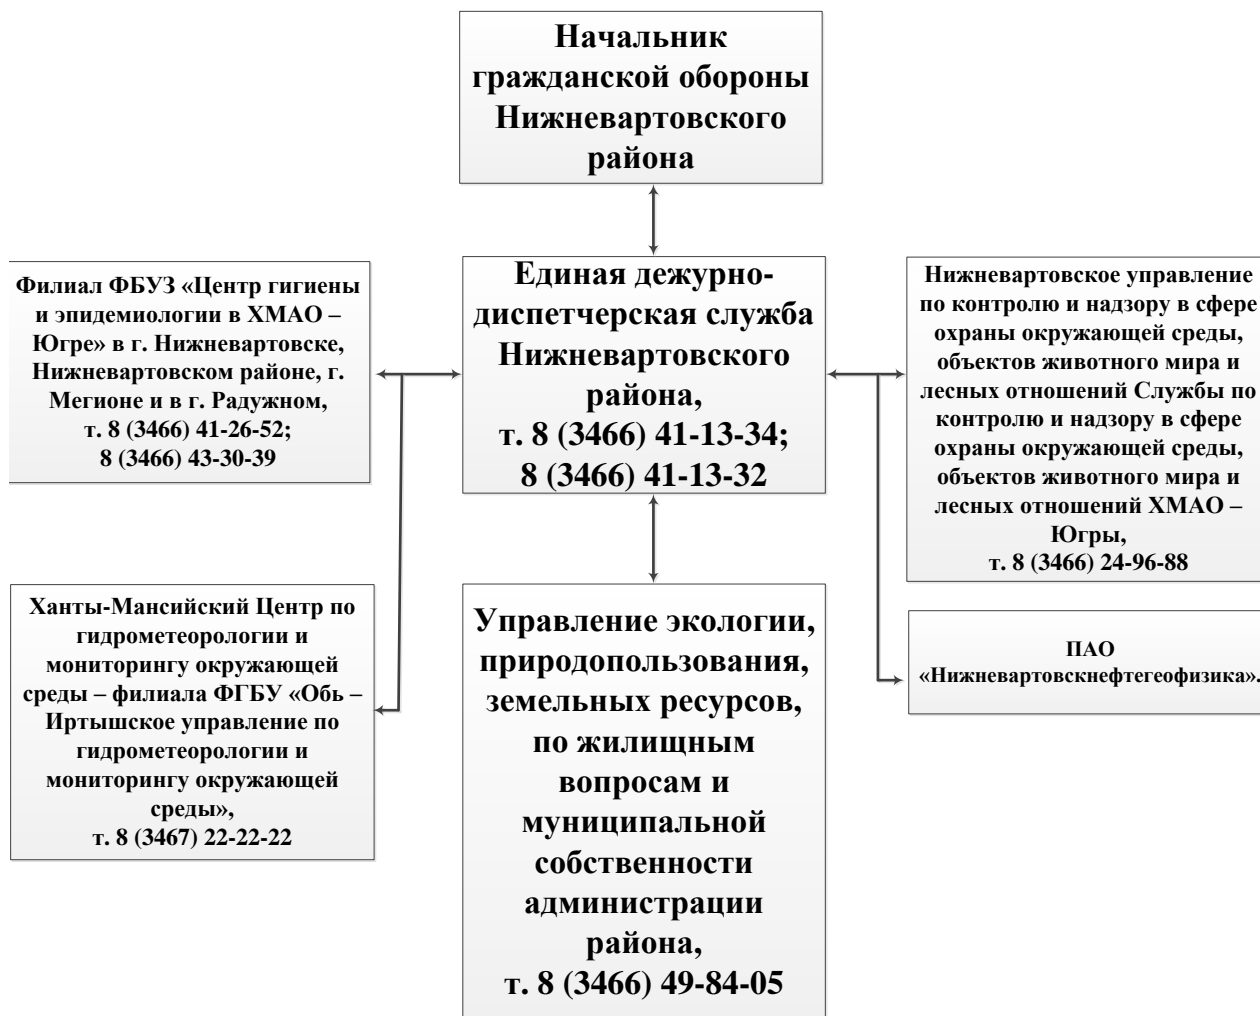 Начальник
гражданской обороны
Нижневартовского
района
Филиал ФБУЗ «Центр гигиены
и эпидемиологии в ХМАО –
Югре» в г. Нижневартовске,
Нижневартовском районе, г.
Мегионе и в г. Радужном,
т. 8 (3466) 41-26-52;
8 (3466) 43-30-39
Единая дежурно-
диспетчерская служба
Нижневартовского
района,
т. 8 (3466) 41-13-34;
8 (3466) 41-13-32
Нижневартовское управление
по контролю и надзору в сфере
охраны окружающей среды,
объектов животного мира и
лесных отношений Службы по
контролю и надзору в сфере
охраны окружающей среды,
объектов животного мира и
лесных отношений ХМАО –
Югры,
т. 8 (3466) 24-96-88
Ханты-Мансийский Центр по
гидрометеорологии и
мониторингу окружающей
среды – филиала ФГБУ «Обь –
Иртышское управление по
гидрометеорологии и
мониторингу окружающей
среды»,
т. 8 (3467) 22-22-22
Управление экологии,
природопользования,
земельных ресурсов,
по жилищным
вопросам и
муниципальной
собственности
администрации
района,
т. 8 (3466) 49-84-05
ПАО
«Нижневартовскнефтегеофизика».